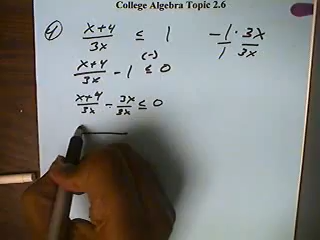 College Algebra Topic 2.6
4) (x+4)/3x ≤ 1   -1/1 · 3x/3x
(-)
(x+4)/3x - 1 ≤ 0
(x+4)/3x - 3x/3x ≤ 0